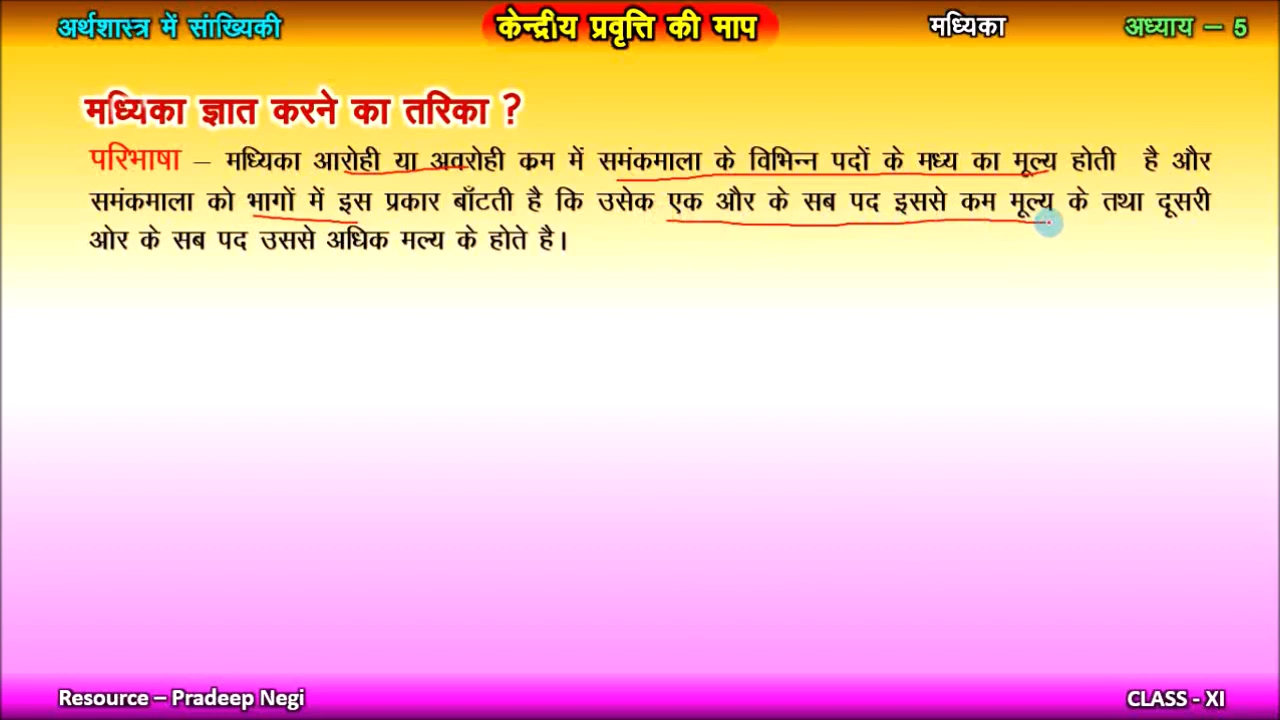 अर्थशास्त्र में सांख्यिकी
केन्द्रीय प्रवृत्ति की माप
मध्यिका
अध्याय – 5
मध्यिका ज्ञात करने का तरिका ?
परिभाषा – मध्यिका आरोही या अवरोही क्रम में समंकमाला के विभिन्न पदों के मध्य का मूल्य होती है और
समंकमाला को भागों में इस प्रकार बाँटती है कि उसेक एक और के सब पद इससे कम मूल्य के तथा दूसरी
ओर के सब पद उससे अधिक मल्य के होते है।
Resource – Pradeep Negi
CLASS - XI